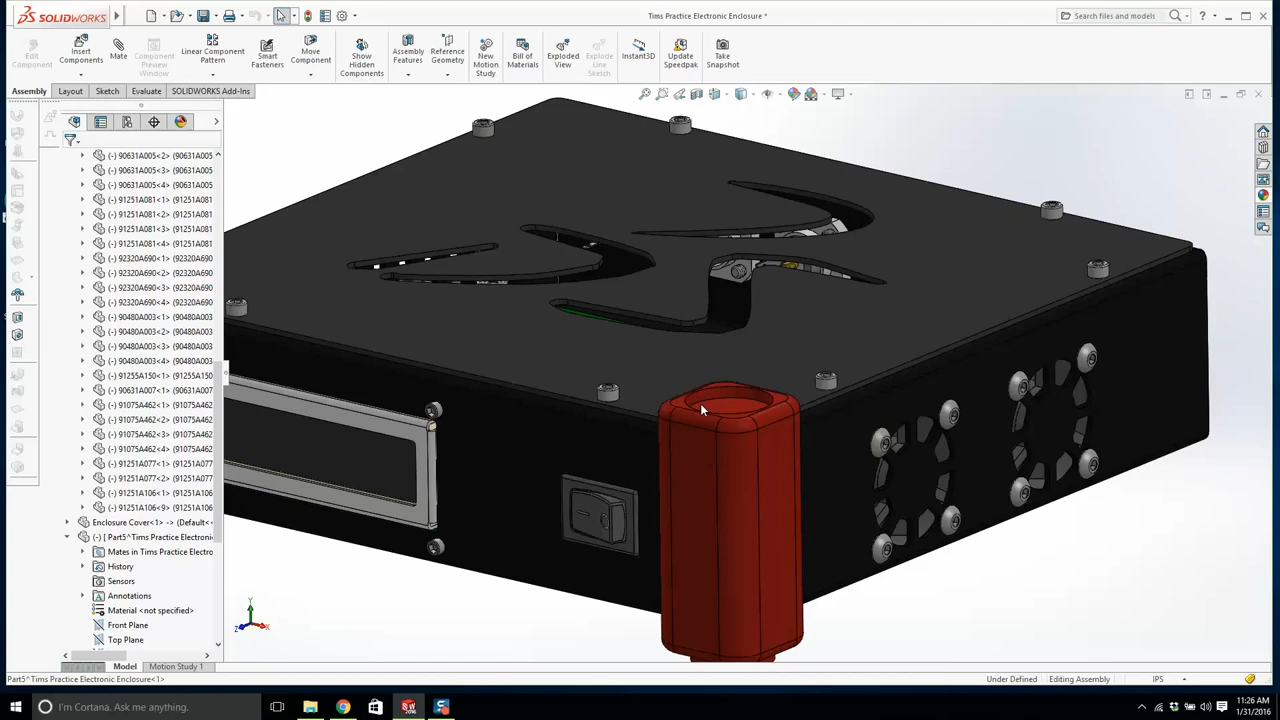 SOLIDWORKS
Tims Practice Electronic Enclosure *
Search files and models
Edit Component
Insert Components
Mate
Component Preview Window
Linear Component Pattern
Smart Fasteners
Move Component
Show Hidden Components
Assembly Features
Reference Geometry
New Motion Study
Bill of Materials
Exploded View
Explode Line Sketch
Instant3D
Update Speedpak
Take Snapshot
Assembly
Layout
Sketch
Evaluate
SOLIDWORKS Add-Ins
(-) 90631A005<2> (90631A005
(-) 90631A005<3> (90631A005
(-) 90631A005<4> (90631A005
(-) 91251A081<1> (91251A081
(-) 91251A081<2> (91251A081
(-) 91251A081<3> (91251A081
(-) 91251A081<4> (91251A081
(-) 92320A690<1> (92320A690
(-) 92320A690<2> (92320A690
(-) 92320A690<3> (92320A690
(-) 92320A690<4> (92320A690
(-) 90480A003<1> (90480A003
(-) 90480A003<2> (90480A003
(-) 90480A003<3> (90480A003
(-) 90480A003<4> (90480A003
(-) 91255A150<1> (91255A150
(-) 90631A007<1> (90631A007
(-) 91075A462<1> (91075A462
(-) 91075A462<2> (91075A462
(-) 91075A462<3> (91075A462
(-) 91075A462<4> (91075A462
(-) 91251A077<1> (91251A077
(-) 91251A077<2> (91251A077
(-) 91251A106<1> (91251A106
(-) 91251A106<9> (91251A106
Enclosure Cover<1> -> (Default<
(-) [ Part5^Tims Practice Electronic
Mates in Tims Practice Electro
History
Sensors
Annotations
Material <not specified>
Front Plane
Top Plane
Y
Z
X
Model
Motion Study 1
Part5^Tims Practice Electronic Enclosure<1>
Under Defined
Editing Assembly
IPS
I'm Cortana. Ask me anything.
11:26 AM
1/31/2016